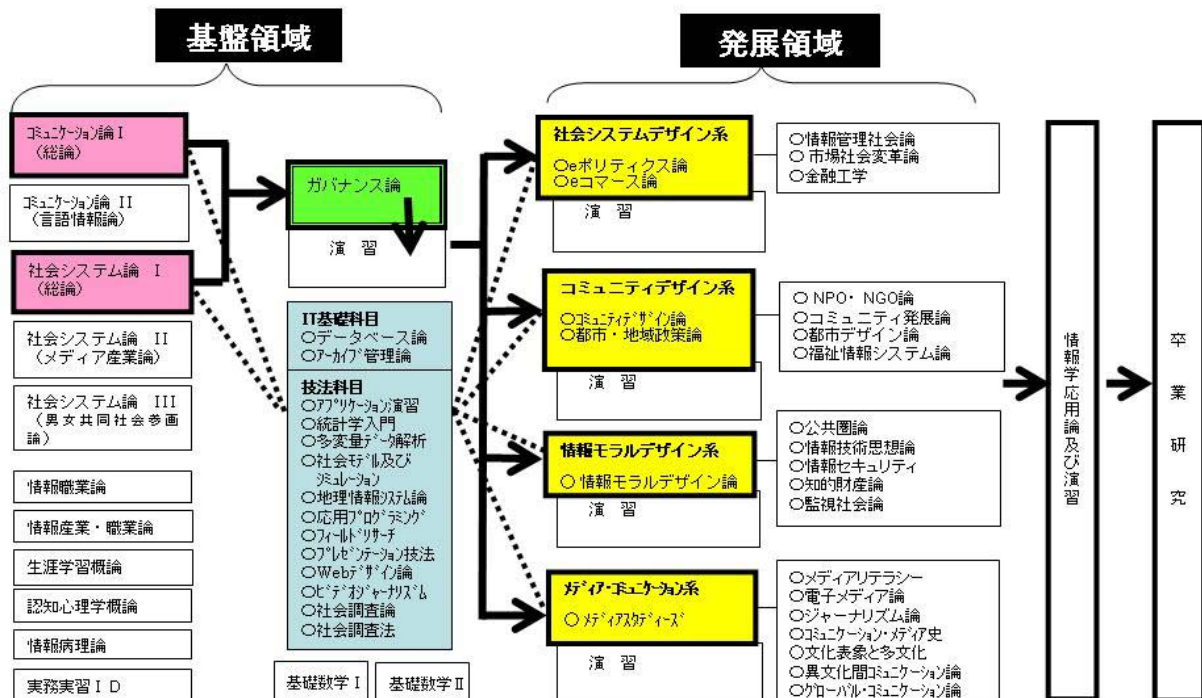 基盤領域
発展領域
コミュニケーション論 I
(総論)
コミュニケーション論 II
(言語情報論)
社会システム論 I
(総論)
社会システム論 II
(メディア産業論)
社会システム論 III
(男女共同社会参画
論)
情報職業論
情報産業・職業論
生涯学習概論
認知心理学概論
情報病理論
実務実習 I D
ガバナンス論
演 習
IT基礎科目
○データベース論
○アーカイブ管理論
技法科目
○アプリケーション演習
○統計学入門
○多変量データ解析
○社会モデル及び
シミュレーション
○地理情報システム論
○応用プログラミング
○フィールドリサーチ
○プレゼンテーション技法
○Webデザイン論
○ビデオジャーナリズム
○社会調査論
○社会調査法
基礎数学 I
基礎数学 II
社会システムデザイン系
○eポリティクス論
○eコマース論
演 習
○情報管理社会論
○市場社会変革論
○金融工学
コミュニティデザイン系
○コミュニティデザイン論
○都市・地域政策論
演 習
○ NPO・NGO論
○コミュニティ発展論
○都市デザイン論
○福祉情報システム論
情報モラルデザイン系
○ 情報モラルデザイン論
演 習
○公共圏論
○情報技術思想論
○情報セキュリティ
○知的財産論
○監視社会論
メディア・コミュニケーション系
○ メディアスタディーズ
演 習
○メディアリテラシー
○電子メディア論
○ジャーナリズム論
○コミュニケーション・メディア史
○文化表象と多文化
○異文化間コミュニケーション論
○グローバル・コミュニケーション論
情報学応用論及び演習
卒業研究